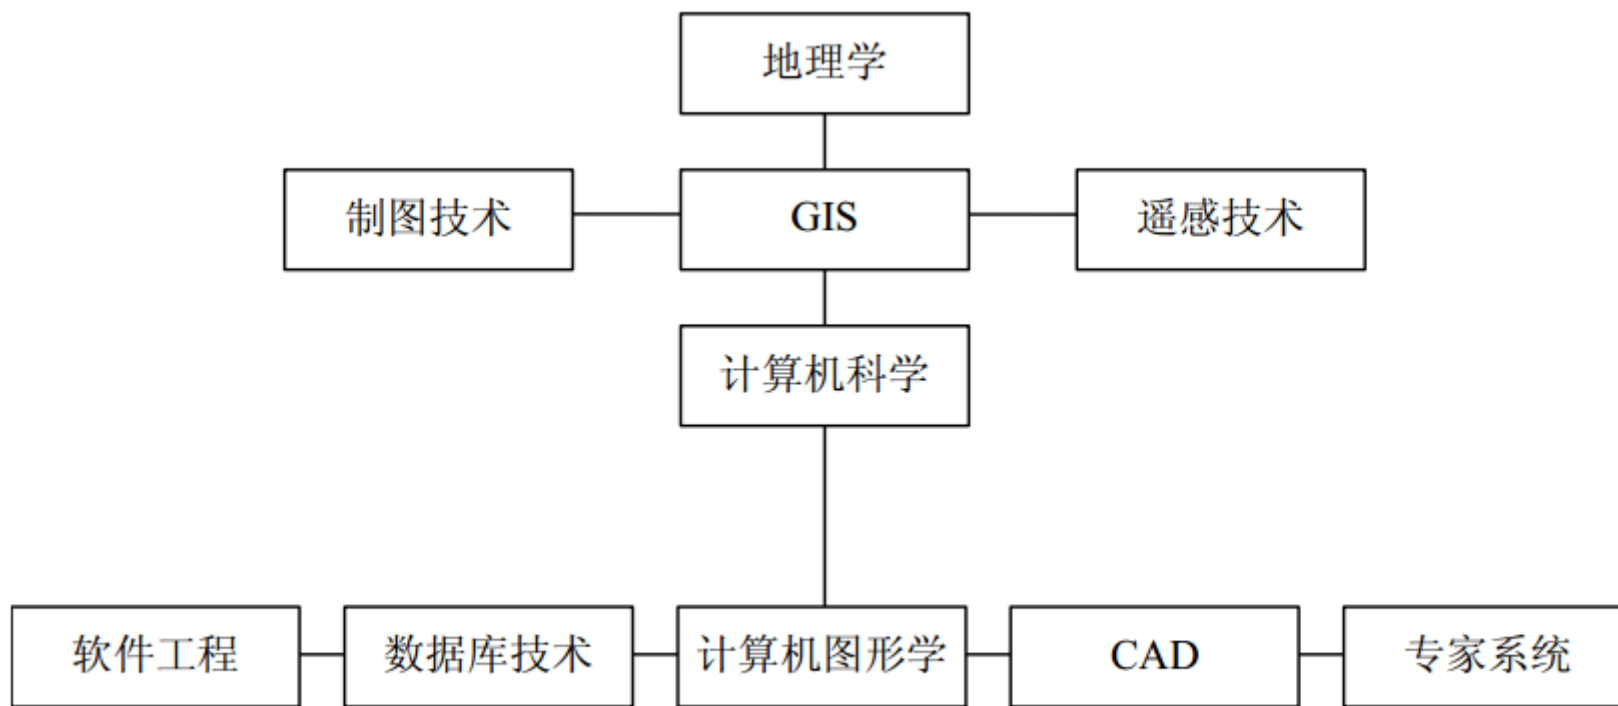 地理学
制图技术
GIS
遥感技术
计算机科学
软件工程
数据库技术
计算机图形学
CAD
专家系统